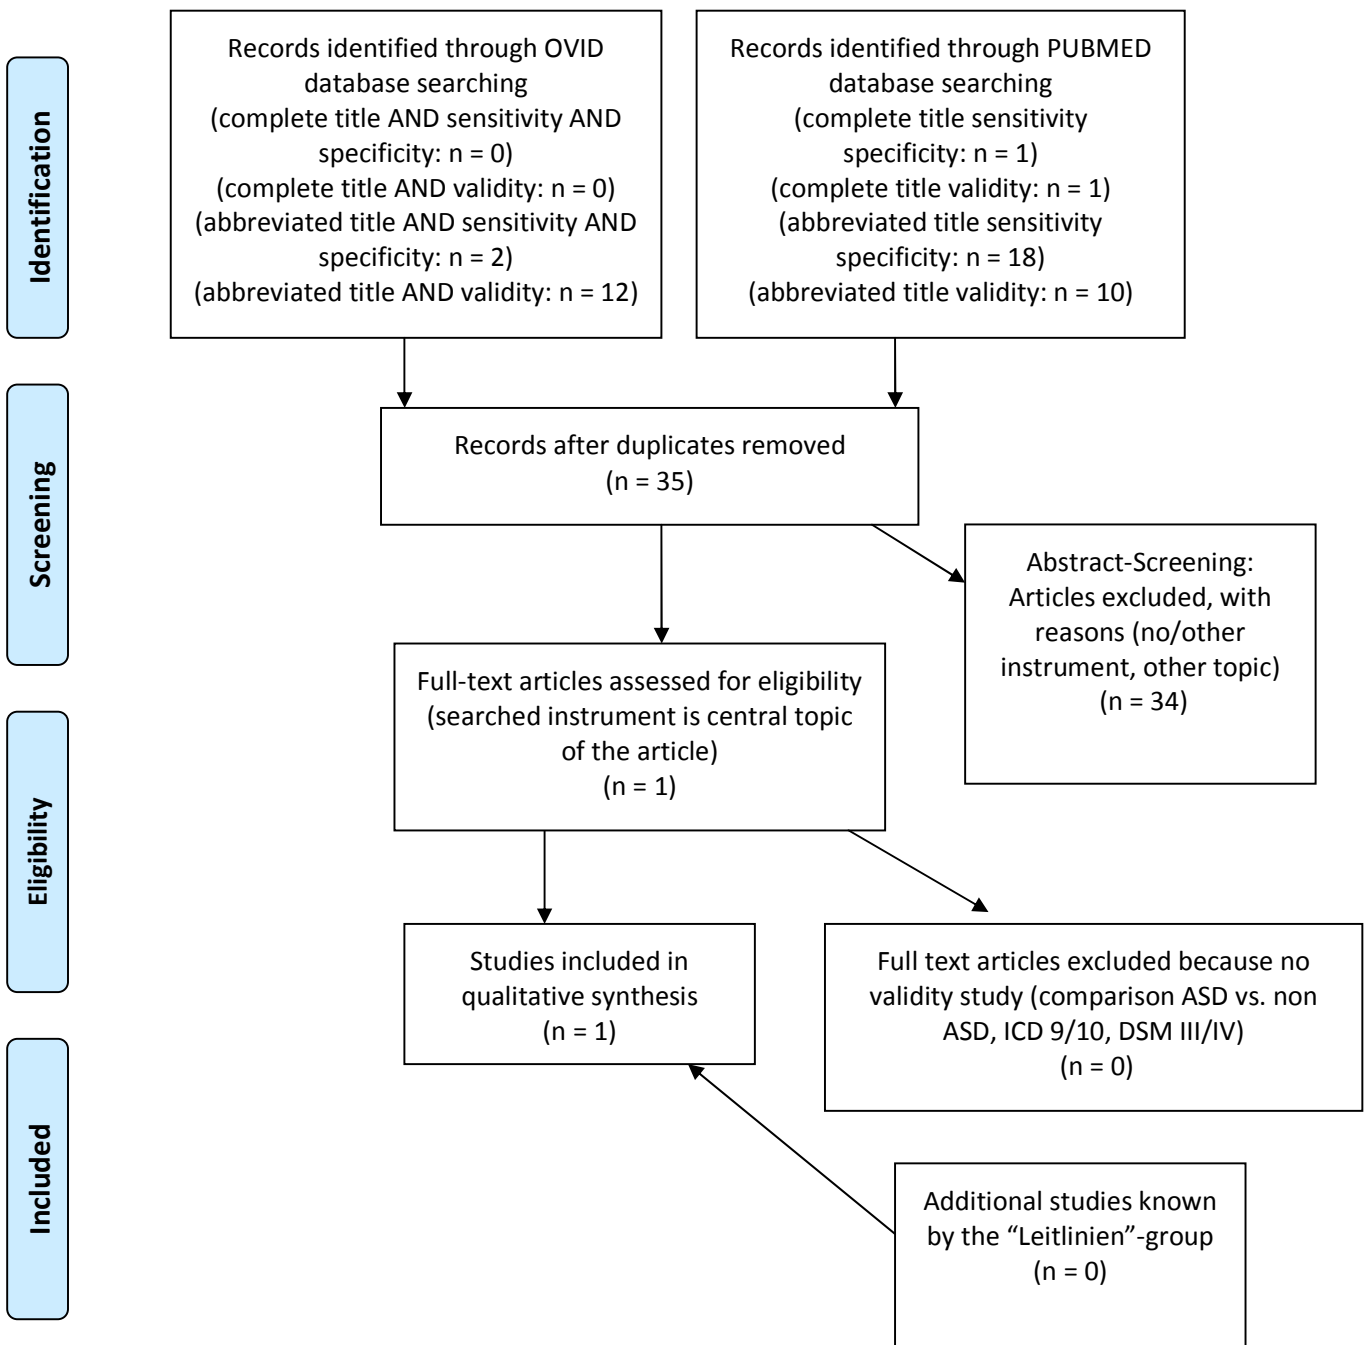 Identification
Records identified through OVID
database searching
(complete title AND sensitivity AND
specificity: n = 0)
(complete title AND validity: n = 0)
(abbreviated title AND sensitivity AND
specificity: n = 2)
(abbreviated title AND validity: n = 12)
Records identified through PUBMED
database searching
(complete title sensitivity
specificity: n = 1)
(complete title validity: n = 1)
(abbreviated title sensitivity
specificity: n = 18)
(abbreviated title validity: n = 10)
Screening
Records after duplicates removed
(n = 35)
Abstract-Screening:
Articles excluded, with
reasons (no/other
instrument, other topic)
(n = 34)
Eligibility
Full-text articles assessed for eligibility
(searched instrument is central topic
of the article)
(n = 1)
Studies included in
qualitative synthesis
(n = 1)
Full text articles excluded because no
validity study (comparison ASD vs. non
ASD, ICD 9/10, DSM III/IV)
(n = 0)
Included
Additional studies known
by the “Leitlinien”-group
(n = 0)